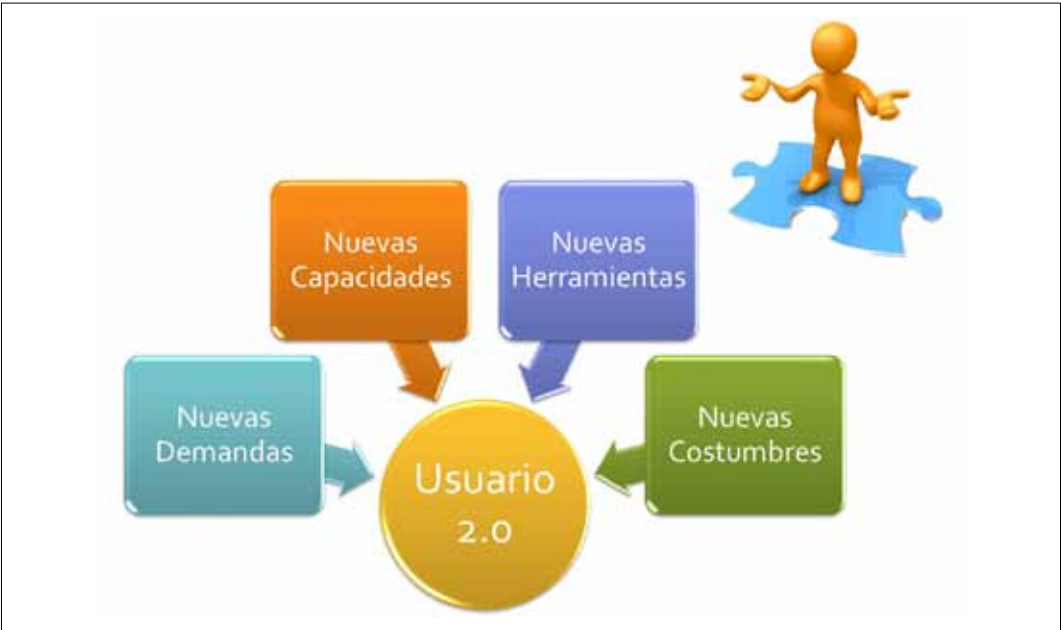 Nuevas
Capacidades
Nuevas
Herramientas
Nuevas
Demandas
Nuevas
Costumbres
Usuario
2.0